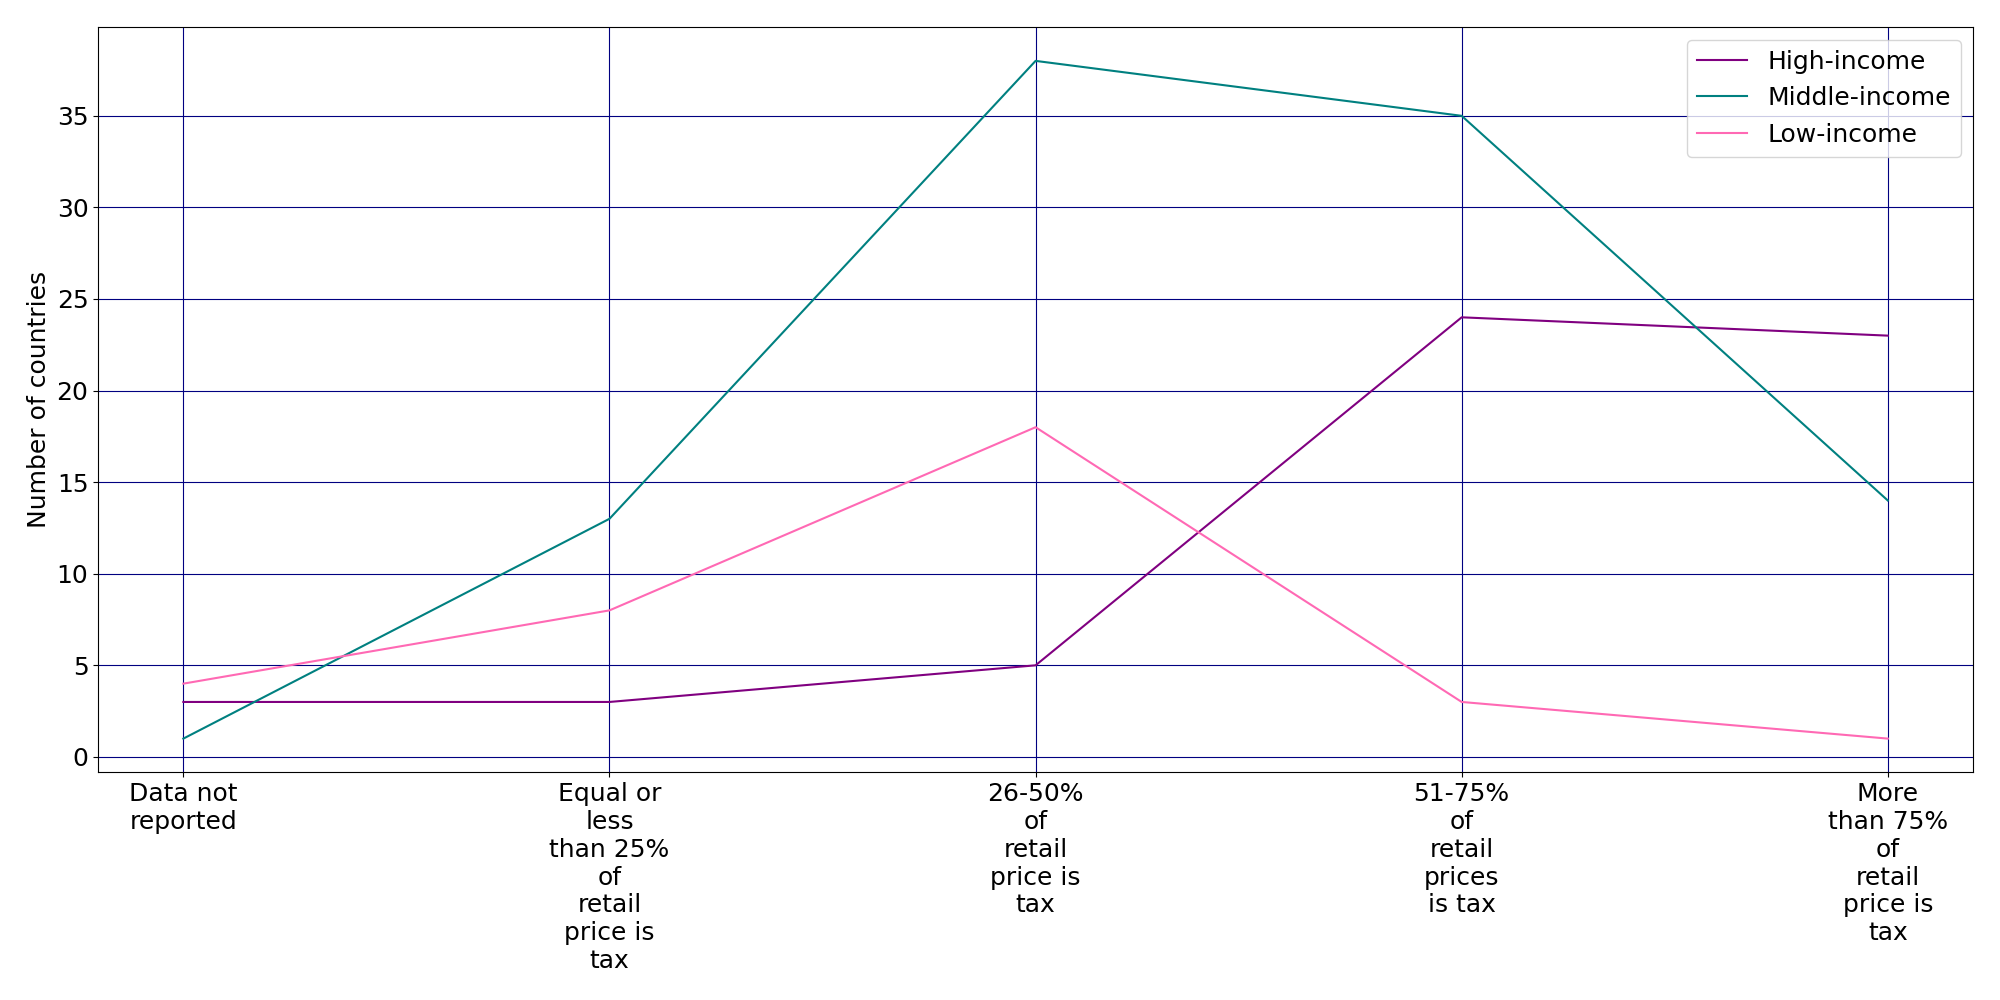 High-income
Middle-income
Low-income
Number of countries
35
30
25
20
15
10
5
0
Data not
reported
Equal or
less
than 25%
of
retail
price is
tax
26-50%
of
retail
price is
tax
51-75%
of
retail
prices
is tax
More
than 75%
of
retail
price is
tax